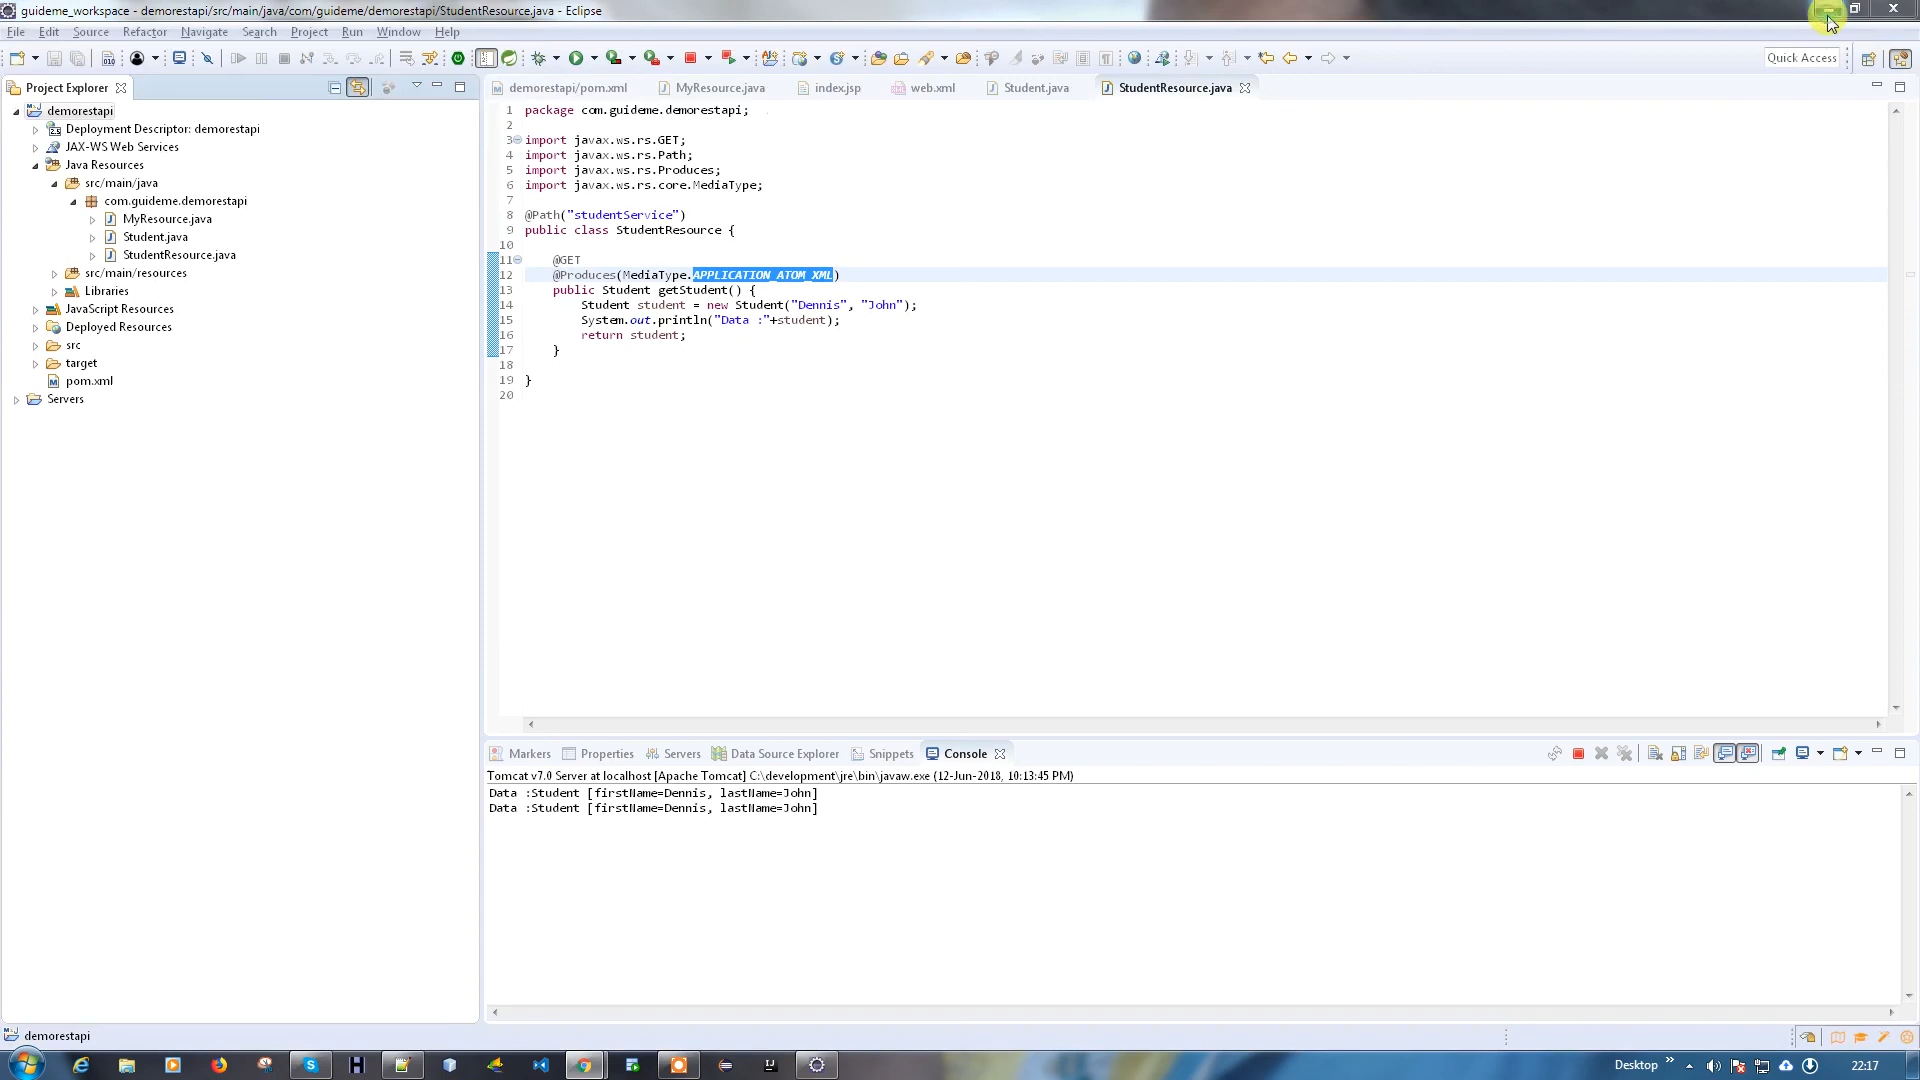 guideme_workspace - demorestapi/src/main/java/com/guideme/demorestapi/StudentResource.java - Eclipse
File Edit Source Refactor Navigate Search Project Run Window Help
Quick Access
Project Explorer
demorestapi/pom.xml MyResource.java index.jsp web.xml Student.java StudentResource.java
demorestapi
Deployment Descriptor: demorestapi
JAX-WS Web Services
Java Resources
src/main/java
com.guideme.demorestapi
MyResource.java
Student.java
StudentResource.java
src/main/resources
Libraries
JavaScript Resources
Deployed Resources
src
target
pom.xml
Servers
1 package com.guideme.demorestapi;
2
3 import javax.ws.rs.GET;
4 import javax.ws.rs.Path;
5 import javax.ws.rs.Produces;
6 import javax.ws.rs.core.MediaType;
7
8 @Path("studentService")
9 public class StudentResource {
10
11 @GET
12 @Produces(MediaType.APPLICATION_ATOM_XML)
13 public Student getStudent() {
14 Student student = new Student("Dennis", "John");
15 System.out.println("Data :"+student);
16 return student;
17 }
18
19 }
20
Markers Properties Servers Data Source Explorer Snippets Console
Tomcat v7.0 Server at localhost [Apache Tomcat] C:\development\jre\bin\javaw.exe (12-Jun-2018, 10:13:45 PM)
Data :Student [firstName=Dennis, lastName=John]
Data :Student [firstName=Dennis, lastName=John]
demorestapi
Desktop 22:17